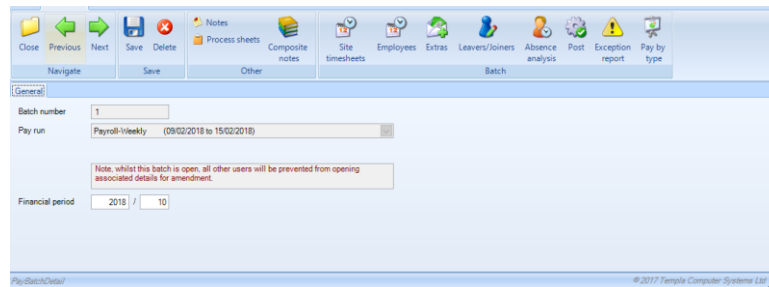 Close Previous Next Save Delete Notes Process sheets Composite notes Site timesheets Employees Extras Leavers/Joiners Absence analysis Post Exception report Pay by type
Navigate Save Other Batch
General
Batch number 1
Pay run Payroll-Weekly (09/02/2018 to 15/02/2018)
Note, whilst this batch is open, all other users will be prevented from opening
associated details for amendment.
Financial period 2018 / 10
PayBatchDetail © 2017 Templa Computer Systems Ltd